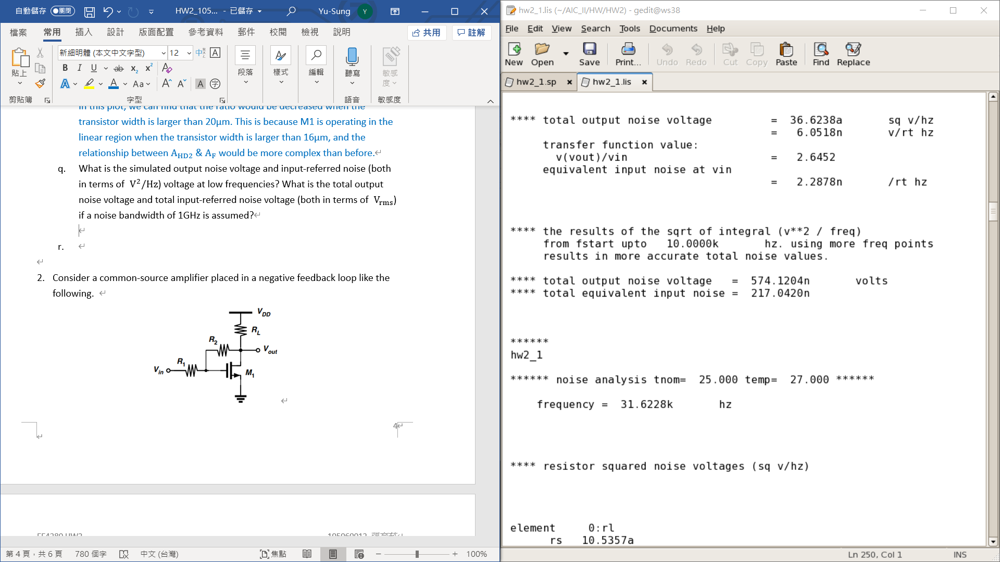 自動儲存 關閉 HW2_105... - 已儲存 Yu-Sung Y
檔案 常用 插入 設計 版面配置 參考資料 郵件 校閱 檢視 說明 共用 註解
貼上 新細明體 (本文中文字型) 12 A
B I U ab x₂ x² A
A A Aa A A A 字
段落 樣式 編輯 聽寫 敏感度
剪貼簿 字型 語音 敏感度
In this plot, we can find that the ratio would be decreased when the
transistor width is larger than 20μm. This is because M1 is operating in the
linear region when the transistor width is larger than 16μm, and the
relationship between A_HD2 & A_F would be more complex than before.
q. What is the simulated output noise voltage and input-referred noise (both
in terms of V²/Hz) voltage at low frequencies? What is the total output
noise voltage and total input-referred noise voltage (both in terms of V_rms)
if a noise bandwidth of 1GHz is assumed?
r.
2. Consider a common-source amplifier placed in a negative feedback loop like the
following.
V_DD
R_L
R_2
V_out
R_1
V_in
M_1
4
EE4280 HW2
第 4 頁，共 6 頁 780 個字 中文 (台灣) 焦點 − + 100%
hw2_1.lis (~/AIC_II/HW/HW2) - gedit@ws38
File Edit View Search Tools Documents Help
New Open Save Print... Undo Redo Cut Copy Paste Find Replace
hw2_1.sp × hw2_1.lis ×
**** total output noise voltage = 36.6238a sq v/hz
= 6.0518n v/rt hz
transfer function value:
v(vout)/vin = 2.6452
equivalent input noise at vin
= 2.2878n /rt hz
**** the results of the sqrt of integral (v**2 / freq)
from fstart upto 10.0000k hz. using more freq points
results in more accurate total noise values.
**** total output noise voltage = 574.1204n volts
**** total equivalent input noise = 217.0420n
******
hw2_1
****** noise analysis tnom= 25.000 temp= 27.000 ******
frequency = 31.6228k hz
**** resistor squared noise voltages (sq v/hz)
element 0:rl
rs 10.5357a
Ln 250, Col 1 INS